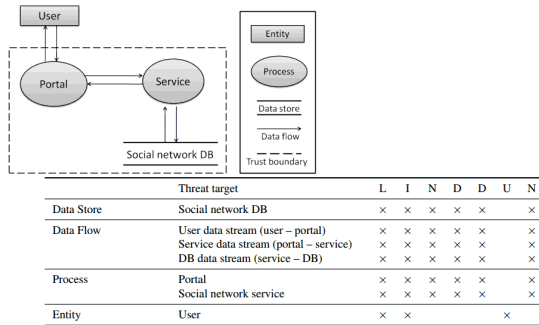 User
Portal
Service
Social network DB
Entity
Process
Data store
Data flow
Trust boundary
Threat target L I N D D U N
Data Store Social network DB × × × × × ×
Data Flow User data stream (user – portal) × × × × × ×
Service data stream (portal – service) × × × × × ×
DB data stream (service – DB) × × × × × ×
Process Portal × × × × × ×
Social network service × × × × × ×
Entity User × × ×